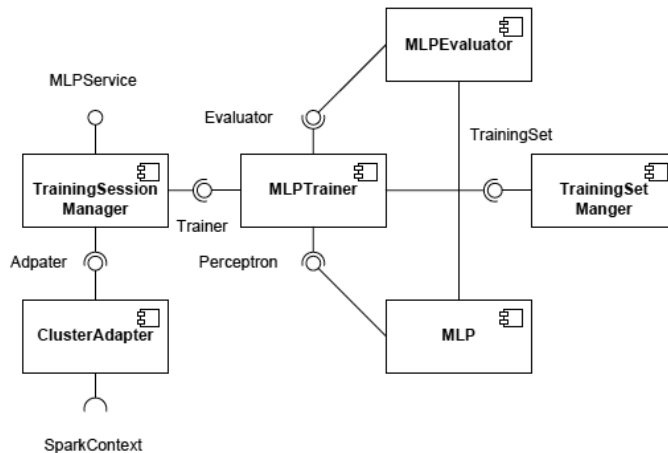 MLPEvaluator
MLPService
Evaluator
TrainingSet
TrainingSession
Manager
MLPTrainer
TrainingSet
Manger
Trainer
Adpater
Perceptron
ClusterAdapter
MLP
SparkContext